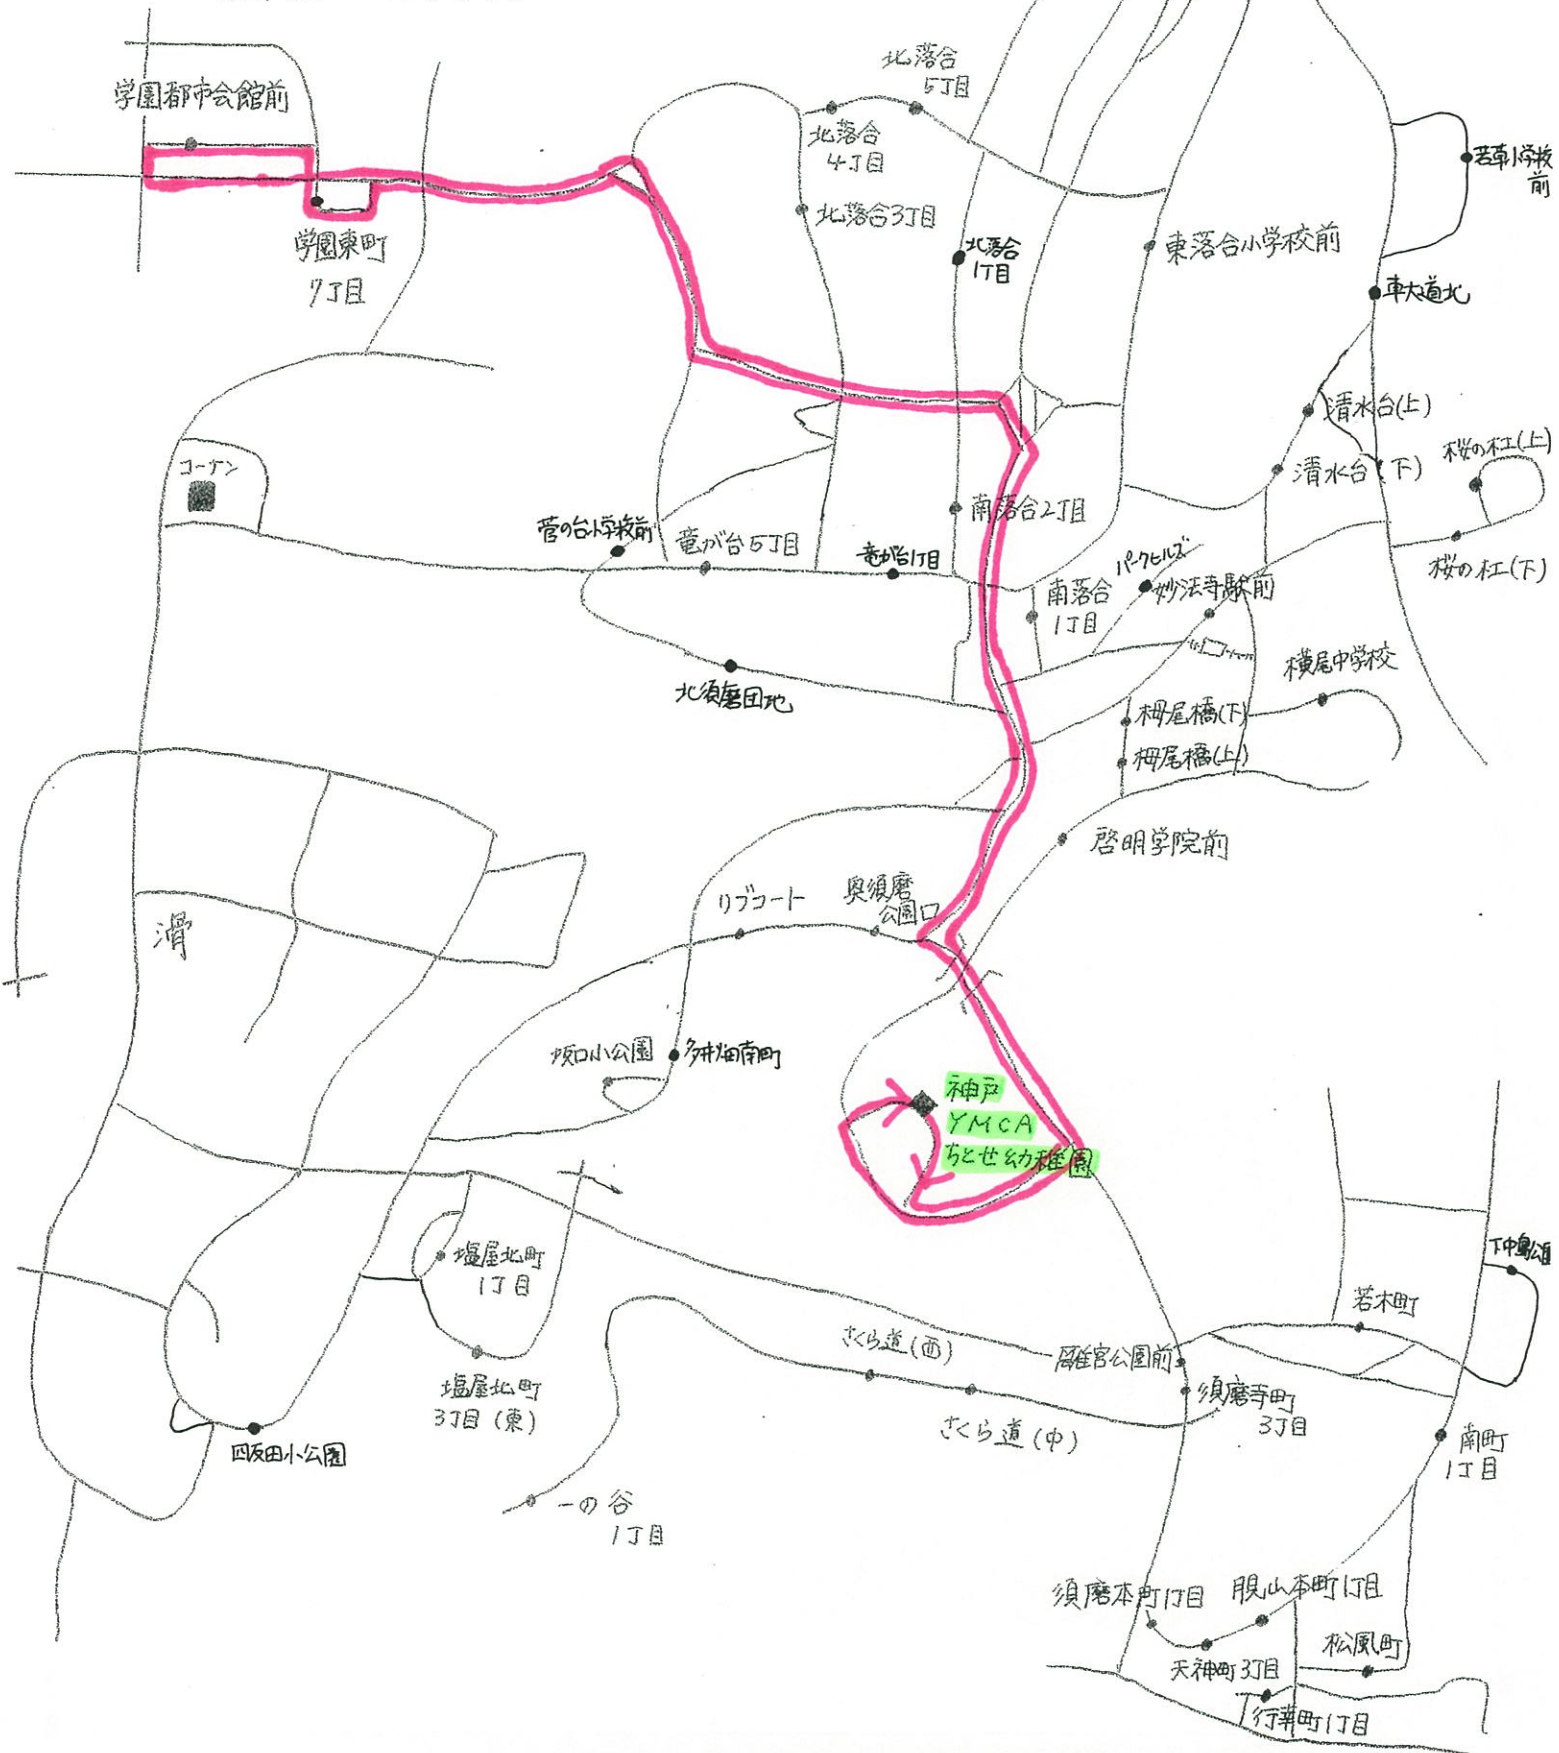 学園都市会館前
北落合
5丁目
北落合
4丁目
若草小学校
前
北落合3丁目
学園東町
7丁目
北落合
1丁目
東落合小学校前
車大道北
清水台(上)
コーナン
清水台(下)
桜の杜(上)
南落合2丁目
菅の台小学校前
竜が台5丁目
竜が台1丁目
パークヒルズ
桜の杜(下)
南落合
1丁目
妙法寺駅前
北須磨団地
横尾中学校
栂尾橋(下)
栂尾橋(上)
啓明学院前
リブコート
奥須磨
公園口
滑
坂口小公園
多井畑南町
神戸
YMCA
ちとせ幼稚園
塩屋北町
1丁目
下中島公園
若木町
さくら道(西)
離宮公園前
塩屋北町
3丁目(東)
須磨寺町
3丁目
さくら道(中)
南町
1丁目
四反田小公園
一の谷
1丁目
須磨本町1丁目
天神町3丁目
松風町
行幸町1丁目